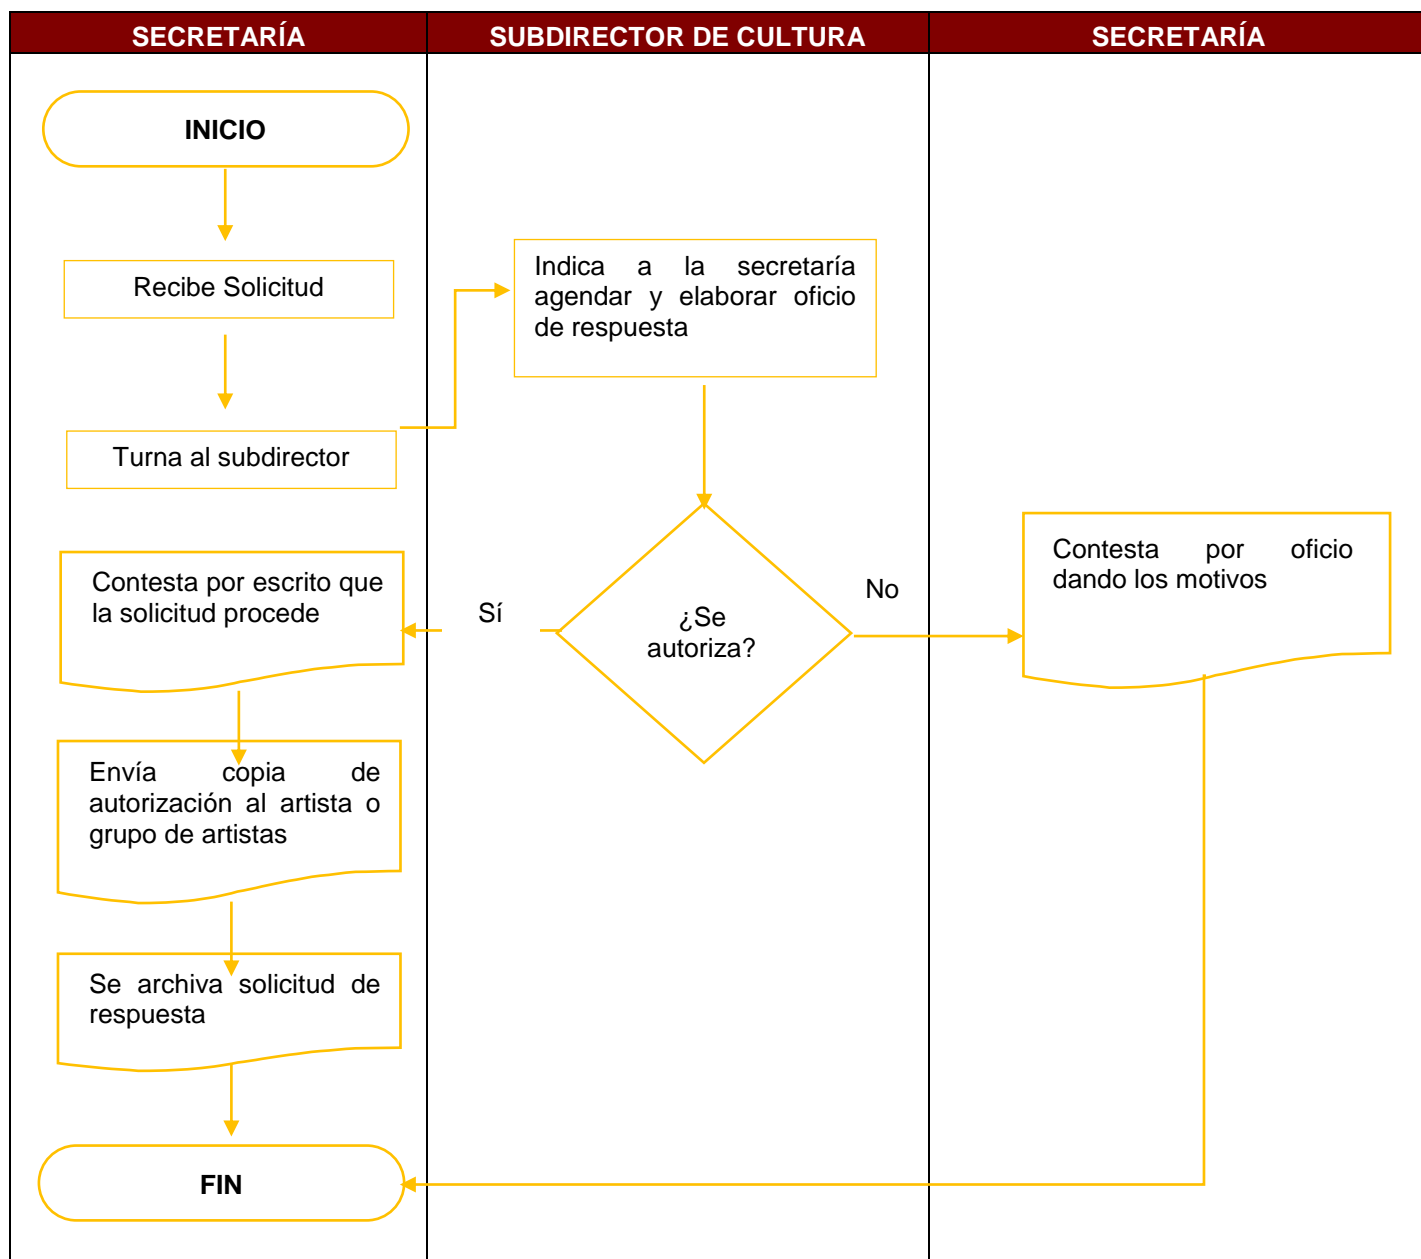 SECRETARÍA
SUBDIRECTOR DE CULTURA
SECRETARÍA
INICIO
Recibe Solicitud
Turna al subdirector
Indica a la secretaría
agendar y elaborar oficio
de respuesta
¿Se
autoriza?
Sí
No
Contesta por escrito que
la solicitud procede
Contesta por oficio
dando los motivos
Envía copia de
autorización al artista o
grupo de artistas
Se archiva solicitud de
respuesta
FIN